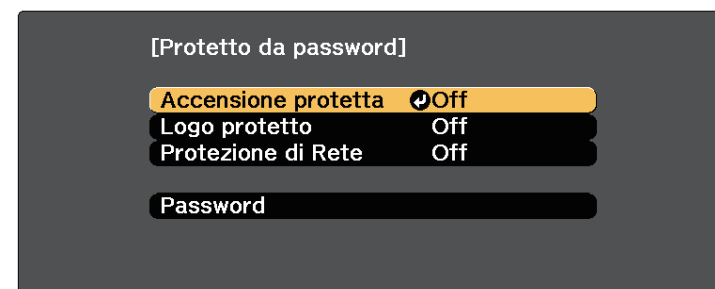 [Protetto da password]
Accensione protetta Off
Logo protetto Off
Protezione di Rete Off
Password